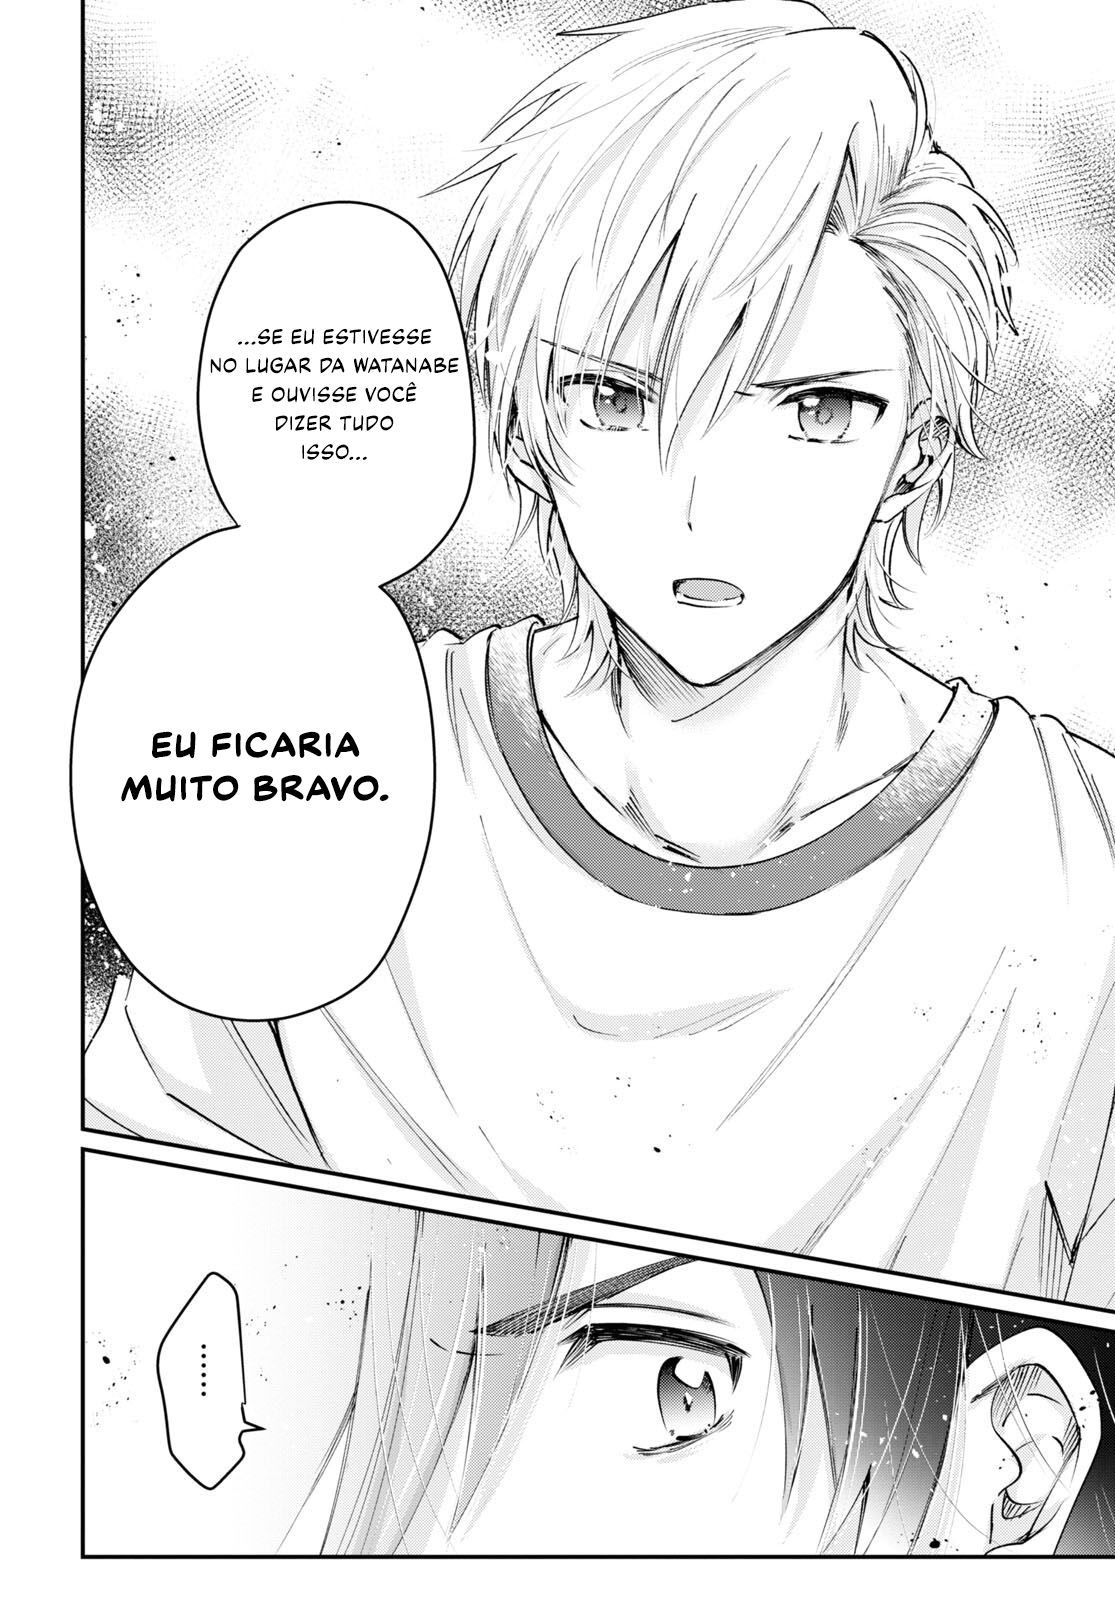 ...SE EU ESTIVESSE
NO LUGAR DA WATANABE
E OUVISSE VOCÊ
DIZER TUDO
ISSO...
EU FICARIA
MUITO BRAVO.
........